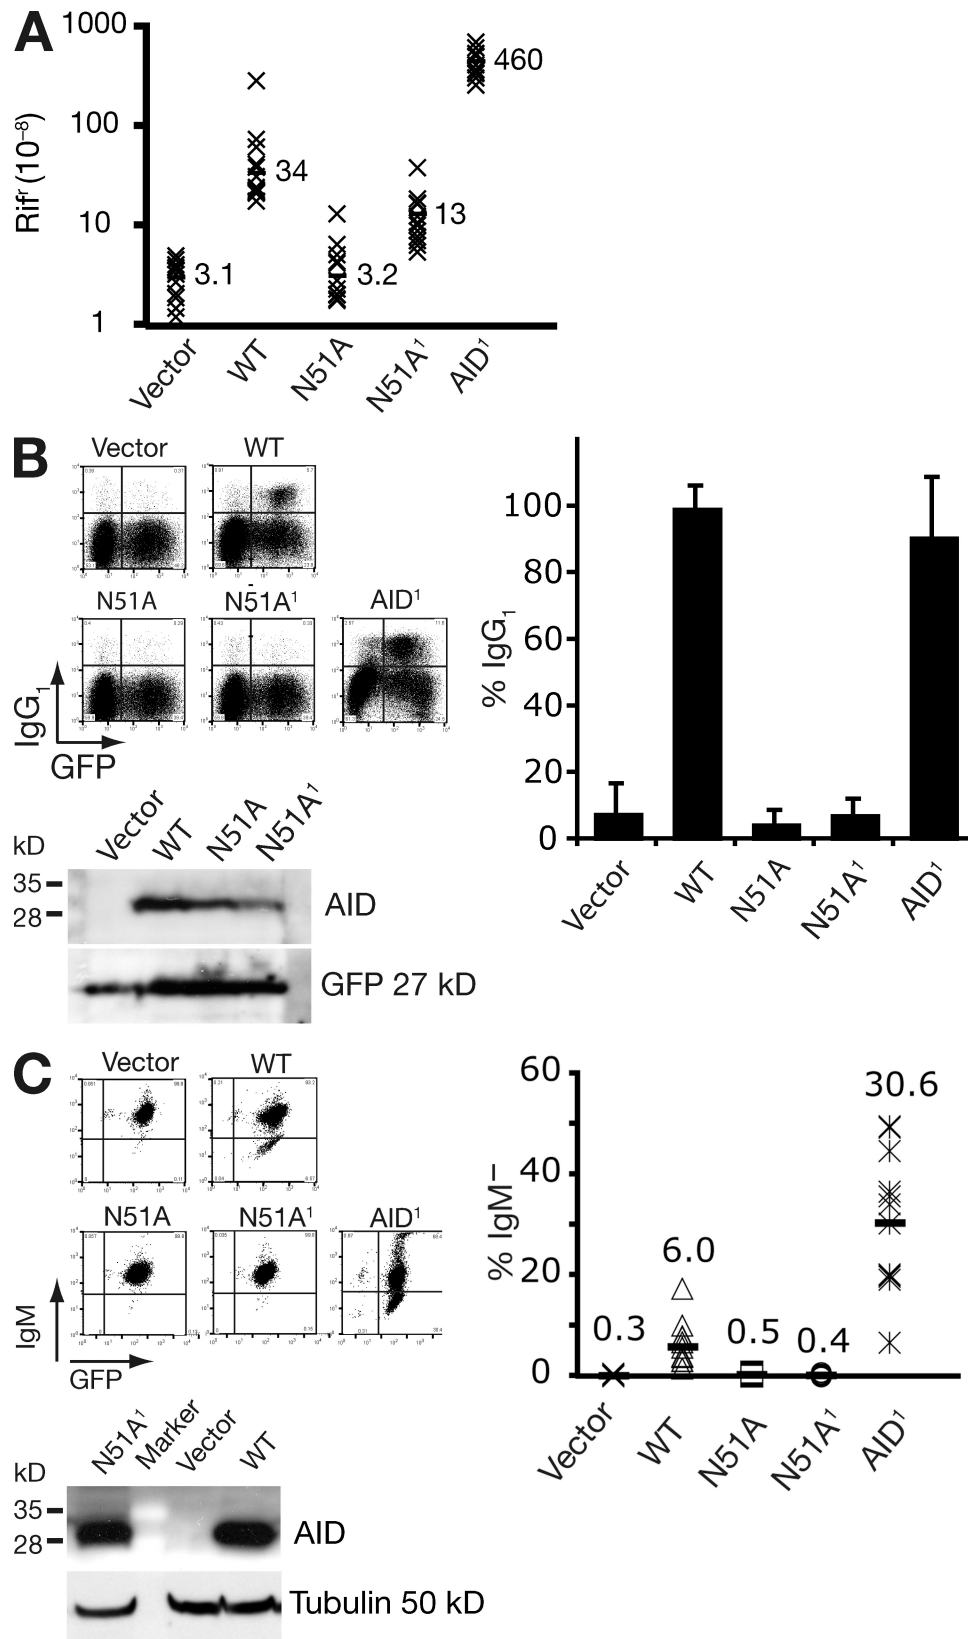 A
1000
100
10
1
Rifʳ (10⁻⁸)
3.1
34
3.2
13
460
Vector
WT
N51A
N51A¹
AID¹
B
Vector
WT
N51A
N51A¹
AID¹
IgG₁
GFP
% IgG₁
100
80
60
40
20
0
Vector
WT
N51A
N51A¹
AID¹
Vector
WT
N51A
N51A¹
kD
35
28
AID
GFP 27 kD
C
Vector
WT
N51A
N51A¹
AID¹
IgM
GFP
% IgM⁻
60
40
20
0
0.3
6.0
0.5
0.4
30.6
Vector
WT
N51A
N51A¹
AID¹
N51A¹
Marker
Vector
WT
kD
35
28
AID
Tubulin 50 kD